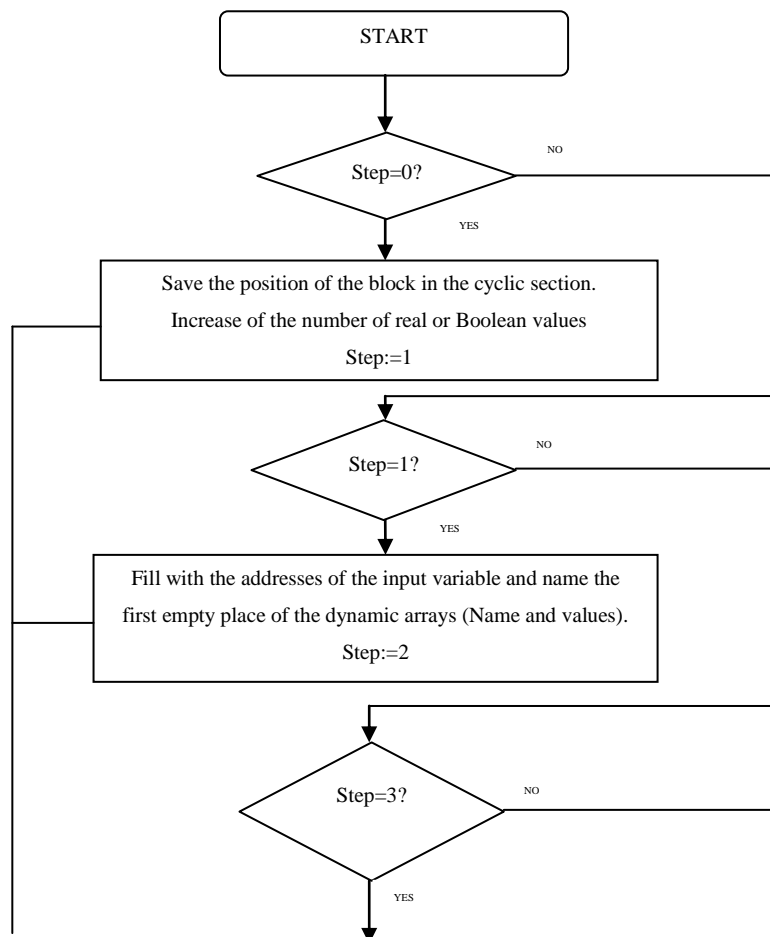 START
NO
Step=0?
YES
Save the position of the block in the cyclic section.
Increase of the number of real or Boolean values
Step:=1
NO
Step=1?
YES
Fill with the addresses of the input variable and name the
first empty place of the dynamic arrays (Name and values).
Step:=2
NO
Step=3?
YES